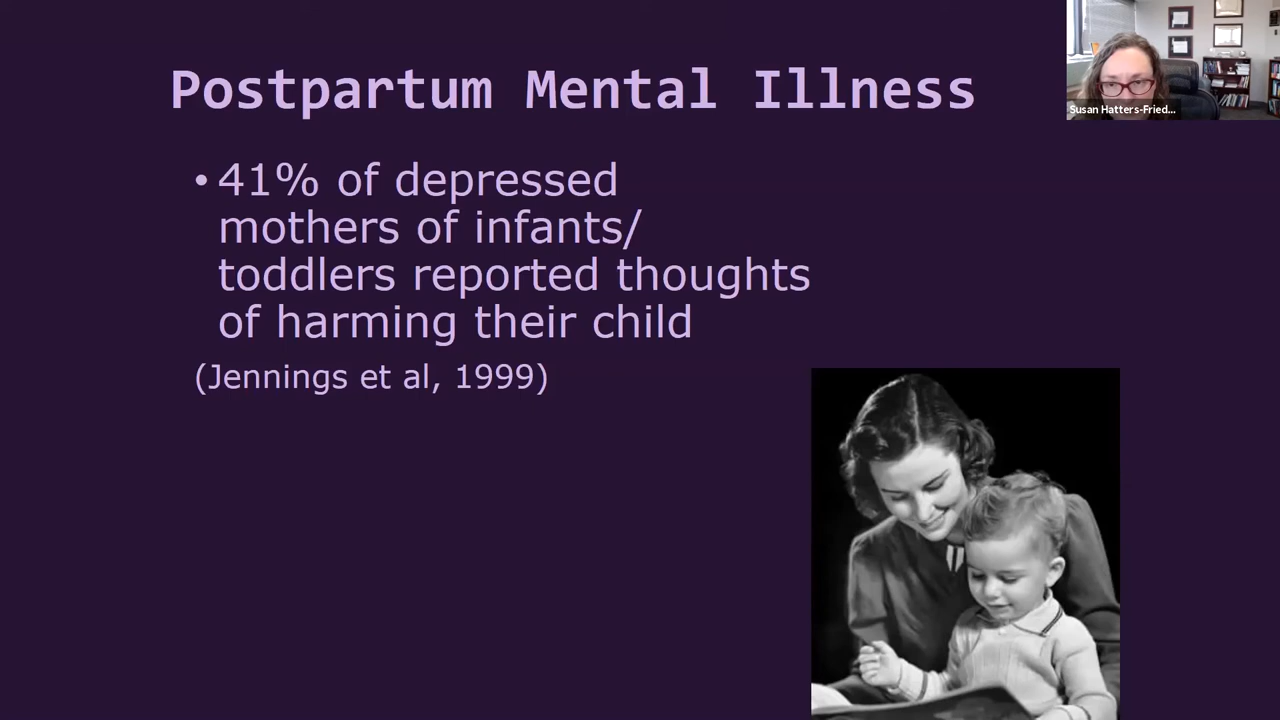 Postpartum Mental Illness
Susan Hatters-Fried...
• 41% of depressed
mothers of infants/
toddlers reported thoughts
of harming their child
(Jennings et al, 1999)